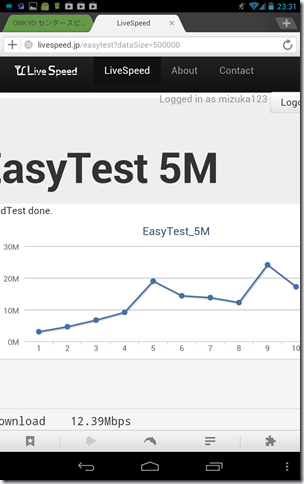 23:31
ONKYO センタースピ...
LiveSpeed
livespeed.jp/easytest?dataSize=500000
Live Speed
LiveSpeed About Contact
Logged in as mizuka123 Logo
EasyTest 5M
dTest done.
EasyTest_5M
30M
20M
10M
0M
1 2 3 4 5 6 7 8 9 10
ownload 12.39Mbps